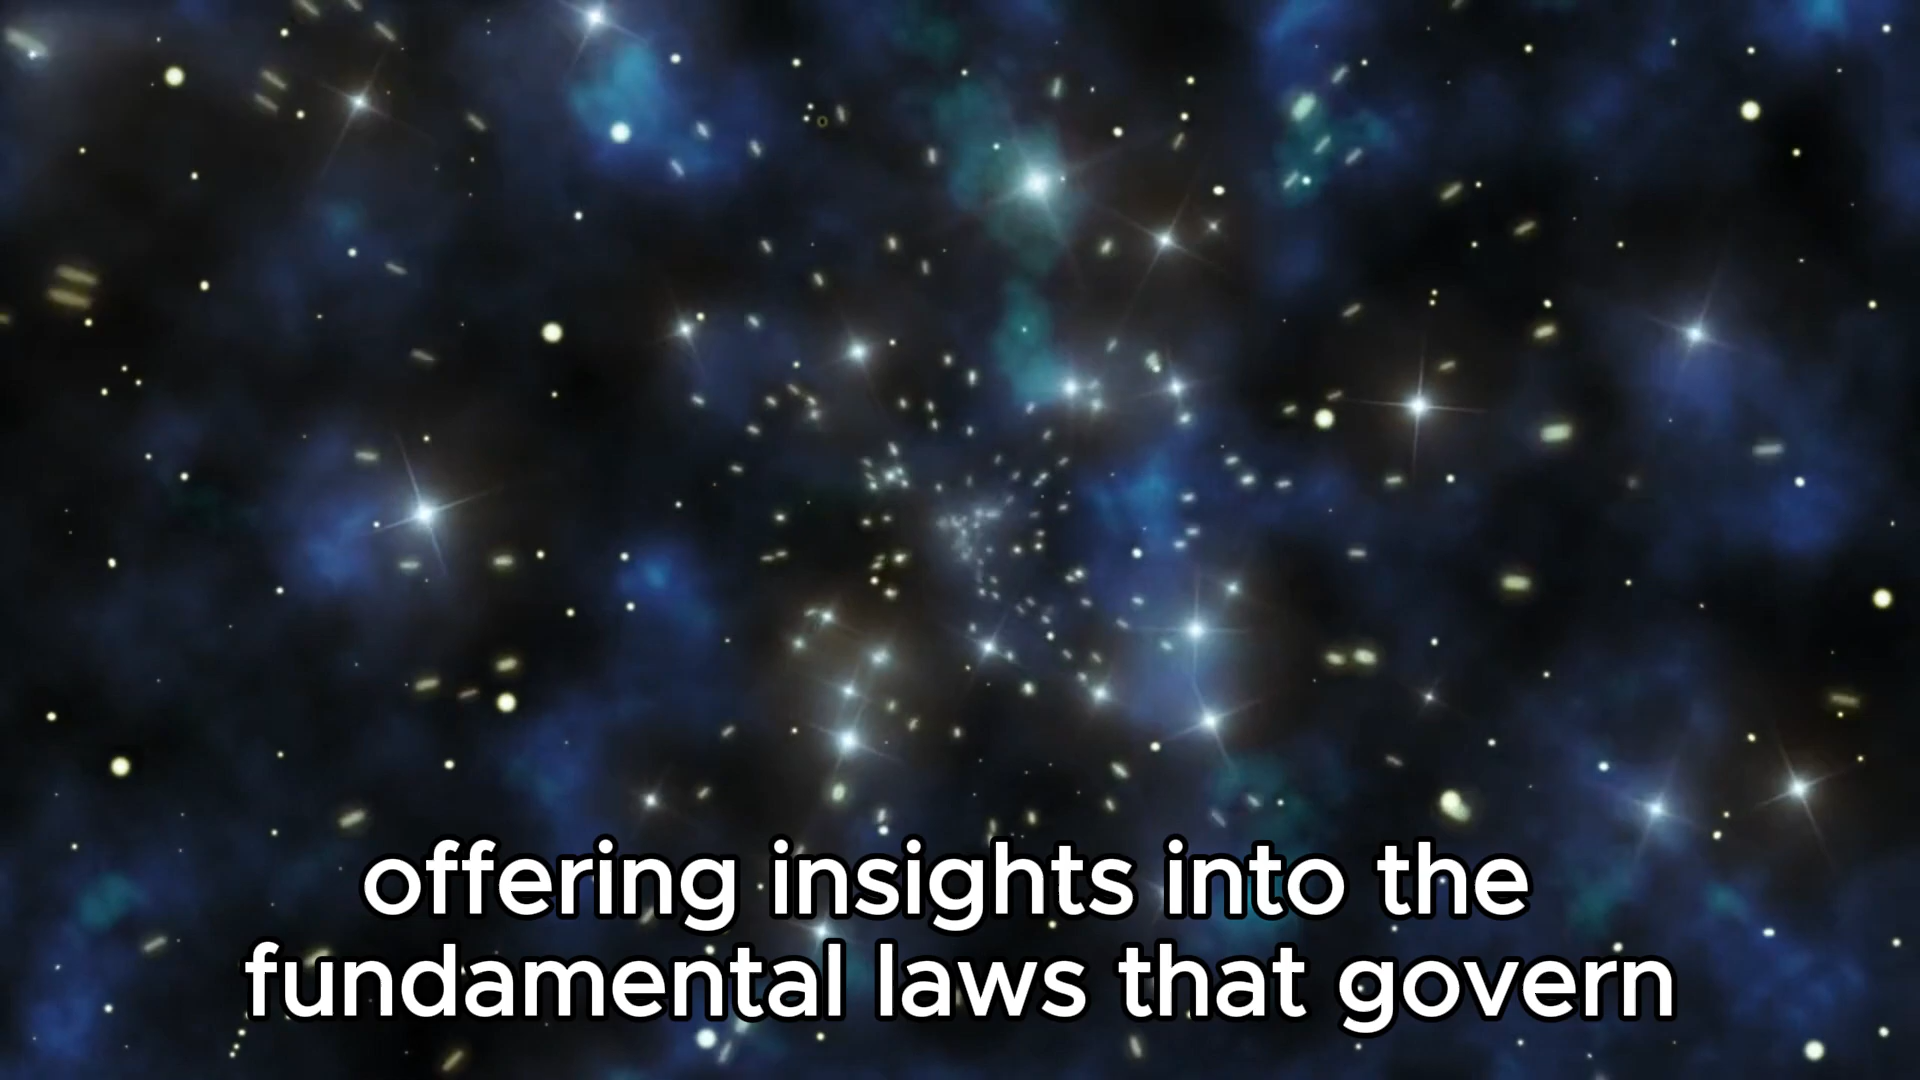 offering insights into the
fundamental laws that govern